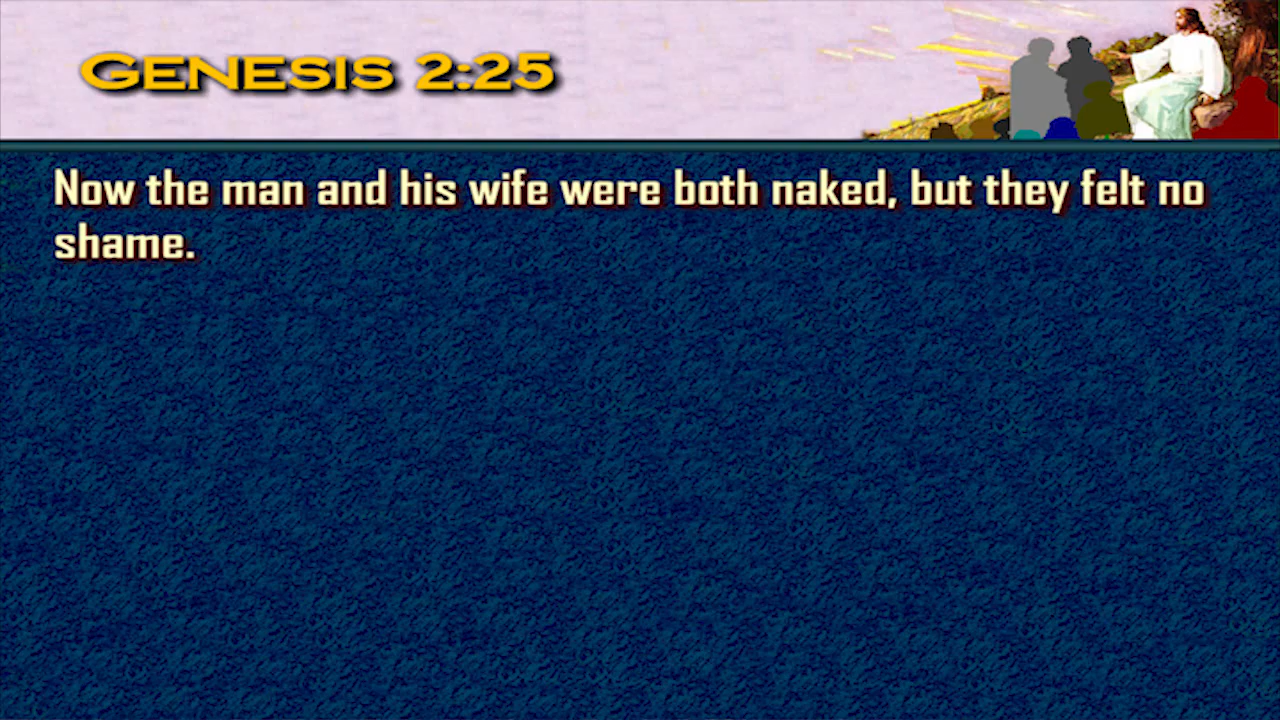 GENESIS 2:25
Now the man and his wife were both naked, but they felt no
shame.